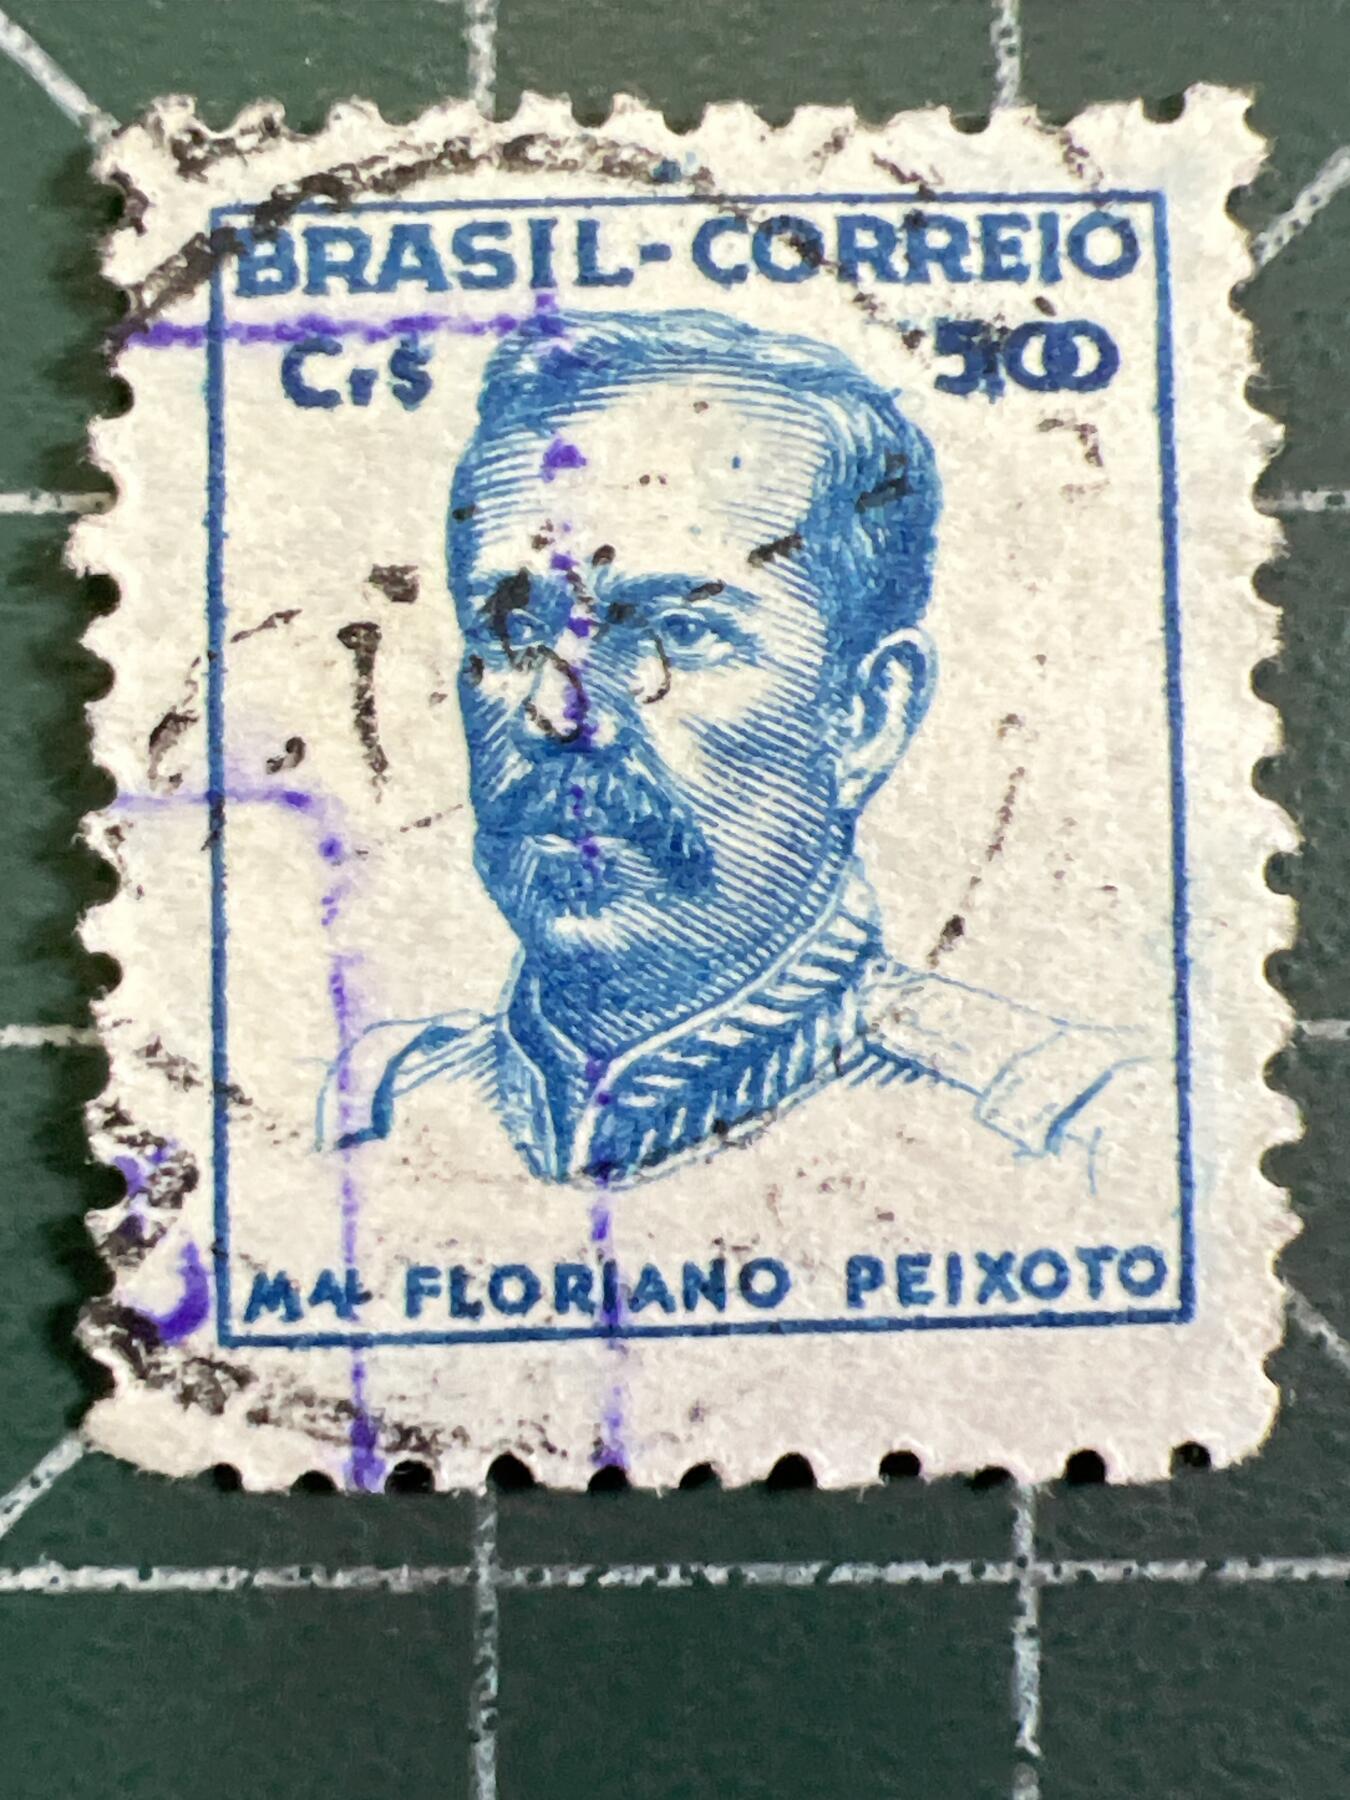 BRASIL-CORREIO
Cr$ 5,00
MAL FLORIANO PEIXOTO